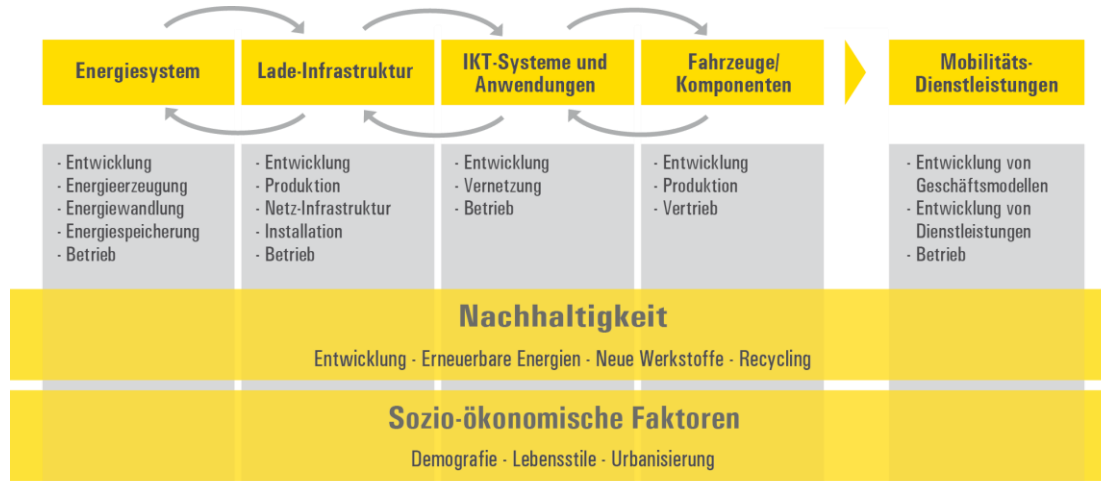 Energiesystem
Lade-Infrastruktur
IKT-Systeme und
Anwendungen
Fahrzeuge/
Komponenten
Mobilitäts-
Dienstleistungen
- Entwicklung
- Energieerzeugung
- Energiewandlung
- Energiespeicherung
- Betrieb
- Entwicklung
- Produktion
- Netz-Infrastruktur
- Installation
- Betrieb
- Entwicklung
- Vernetzung
- Betrieb
- Entwicklung
- Produktion
- Vertrieb
- Entwicklung von
Geschäftsmodellen
- Entwicklung von
Dienstleistungen
- Betrieb
Nachhaltigkeit
Entwicklung - Erneuerbare Energien - Neue Werkstoffe - Recycling
Sozio-ökonomische Faktoren
Demografie - Lebensstile - Urbanisierung